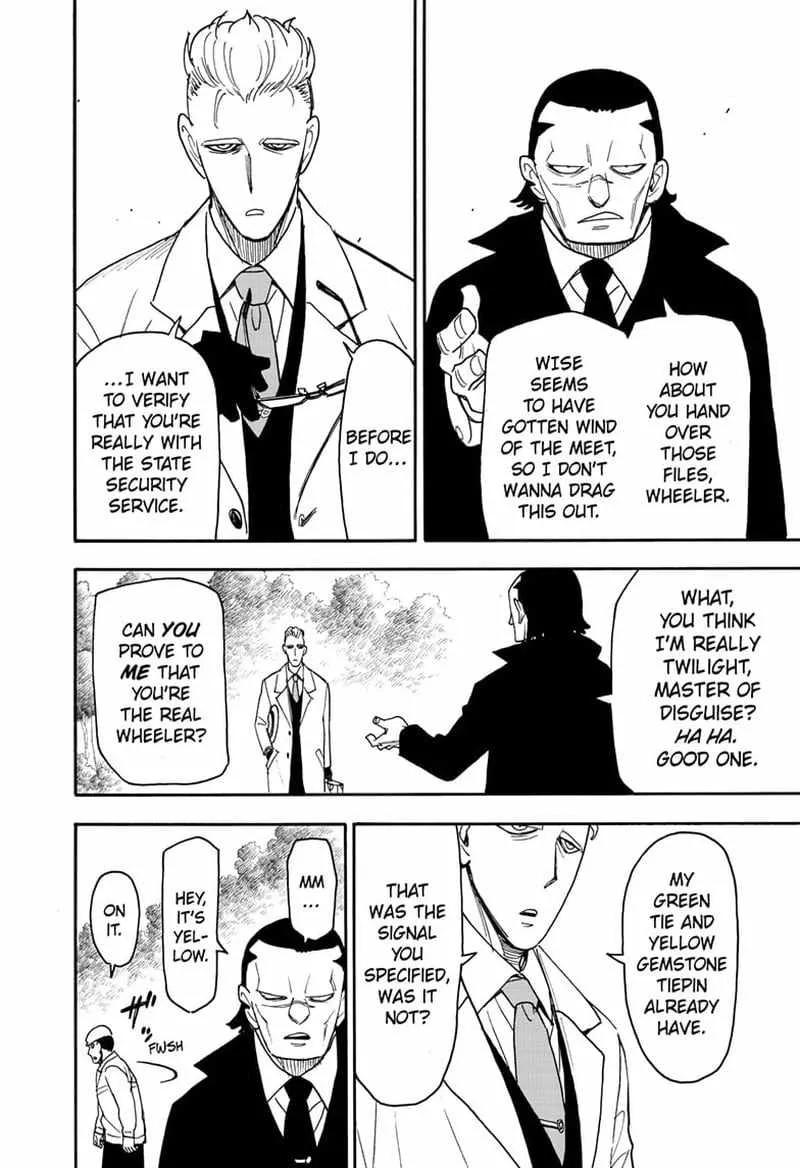 HOW
ABOUT
YOU HAND
OVER
THOSE
FILES,
WHEELER.
WISE
SEEMS
TO HAVE
GOTTEN WIND
OF THE MEET,
SO I DON'T
WANNA DRAG
THIS OUT.
BEFORE
I DO...
...I WANT
TO VERIFY
THAT YOU'RE
REALLY WITH
THE STATE
SECURITY
SERVICE.
WHAT,
YOU THINK
I'M REALLY
TWILIGHT,
MASTER OF
DISGUISE?
HA HA.
GOOD ONE.
CAN YOU
PROVE TO
ME THAT
YOU'RE
THE REAL
WHEELER?
MY
GREEN
TIE AND
YELLOW
GEMSTONE
TIEPIN
ALREADY
HAVE.
THAT
WAS THE
SIGNAL
YOU
SPECIFIED,
WAS IT
NOT?
MM
...
HEY,
IT'S
YEL-
LOW.
ON
IT.
FWSH